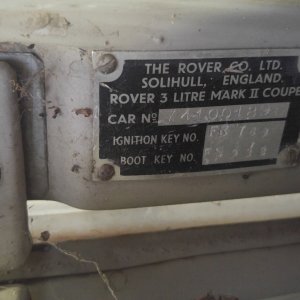 THE ROVER CO. LTD.
SOLIHULL, ENGLAND.
ROVER 3 LITRE MARK II COUPE
CAR Nº
IGNITION KEY NO.
BOOT KEY NO.